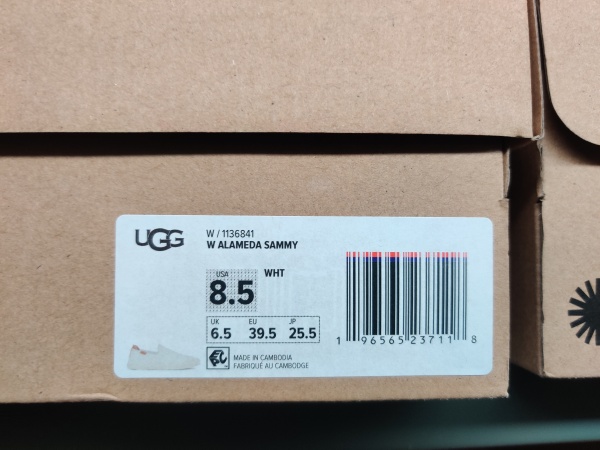 UGG
W / 1136841
W ALAMEDA SAMMY
USA
8.5
WHT
UK EU JP
6.5 39.5 25.5
MADE IN CAMBODIA
FABRIQUÉ AU CAMBODGE
1 96565 23711 8